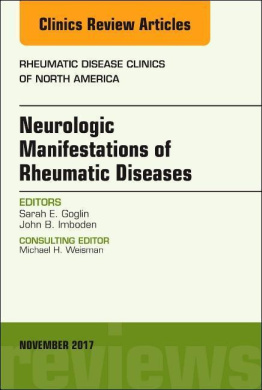 Clinics Review Articles
RHEUMATIC DISEASE CLINICS
OF NORTH AMERICA
Neurologic
Manifestations of
Rheumatic Diseases
EDITORS
Sarah E. Goglin
John B. Imboden
CONSULTING EDITOR
Michael H. Weisman
NOVEMBER 2017
reviews